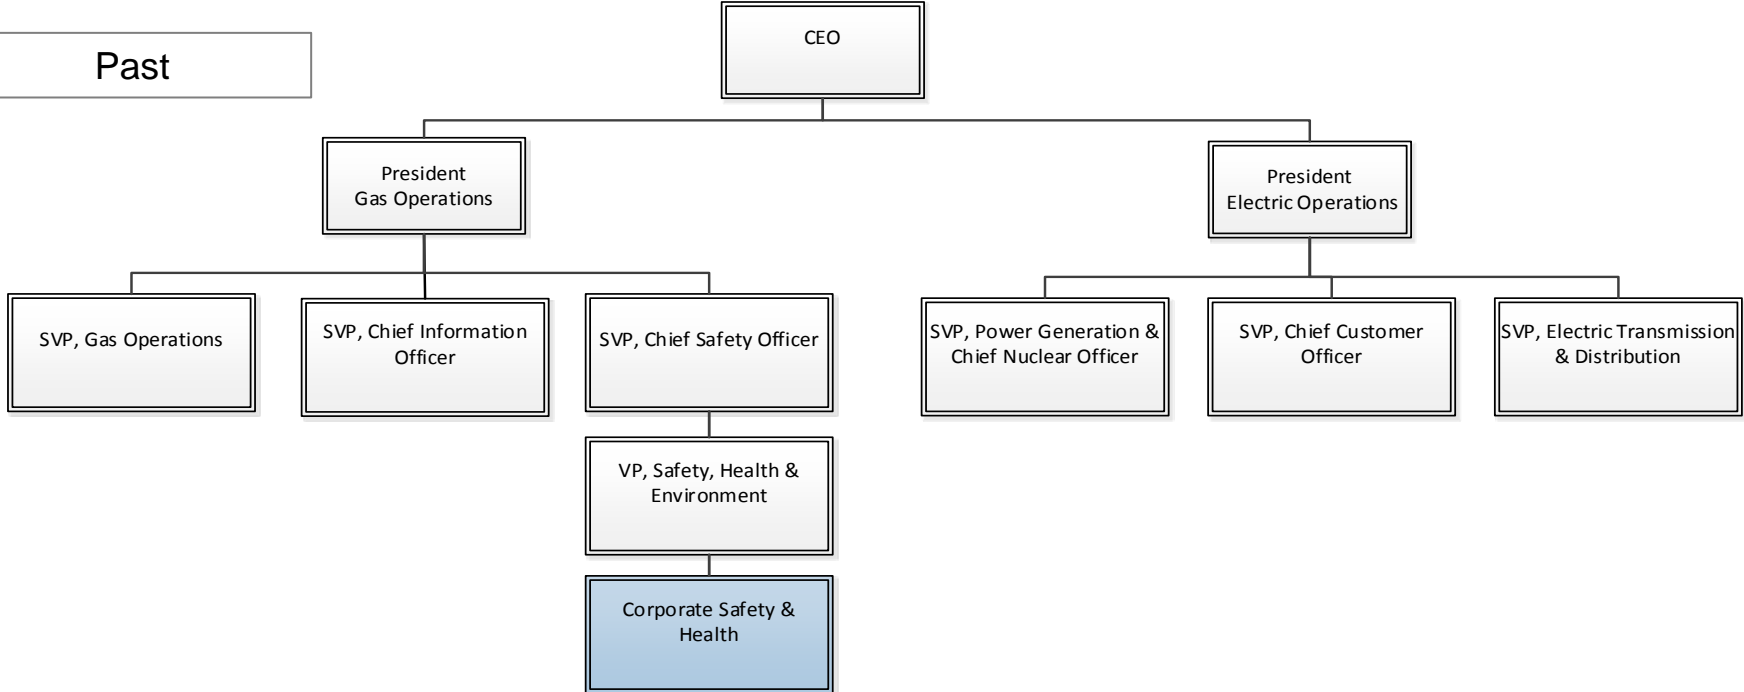 Past
CEO
President
Gas Operations
President
Electric Operations
SVP, Gas Operations
SVP, Chief Information
Officer
SVP, Chief Safety Officer
SVP, Power Generation &
Chief Nuclear Officer
SVP, Chief Customer
Officer
SVP, Electric Transmission
& Distribution
VP, Safety, Health &
Environment
Corporate Safety &
Health